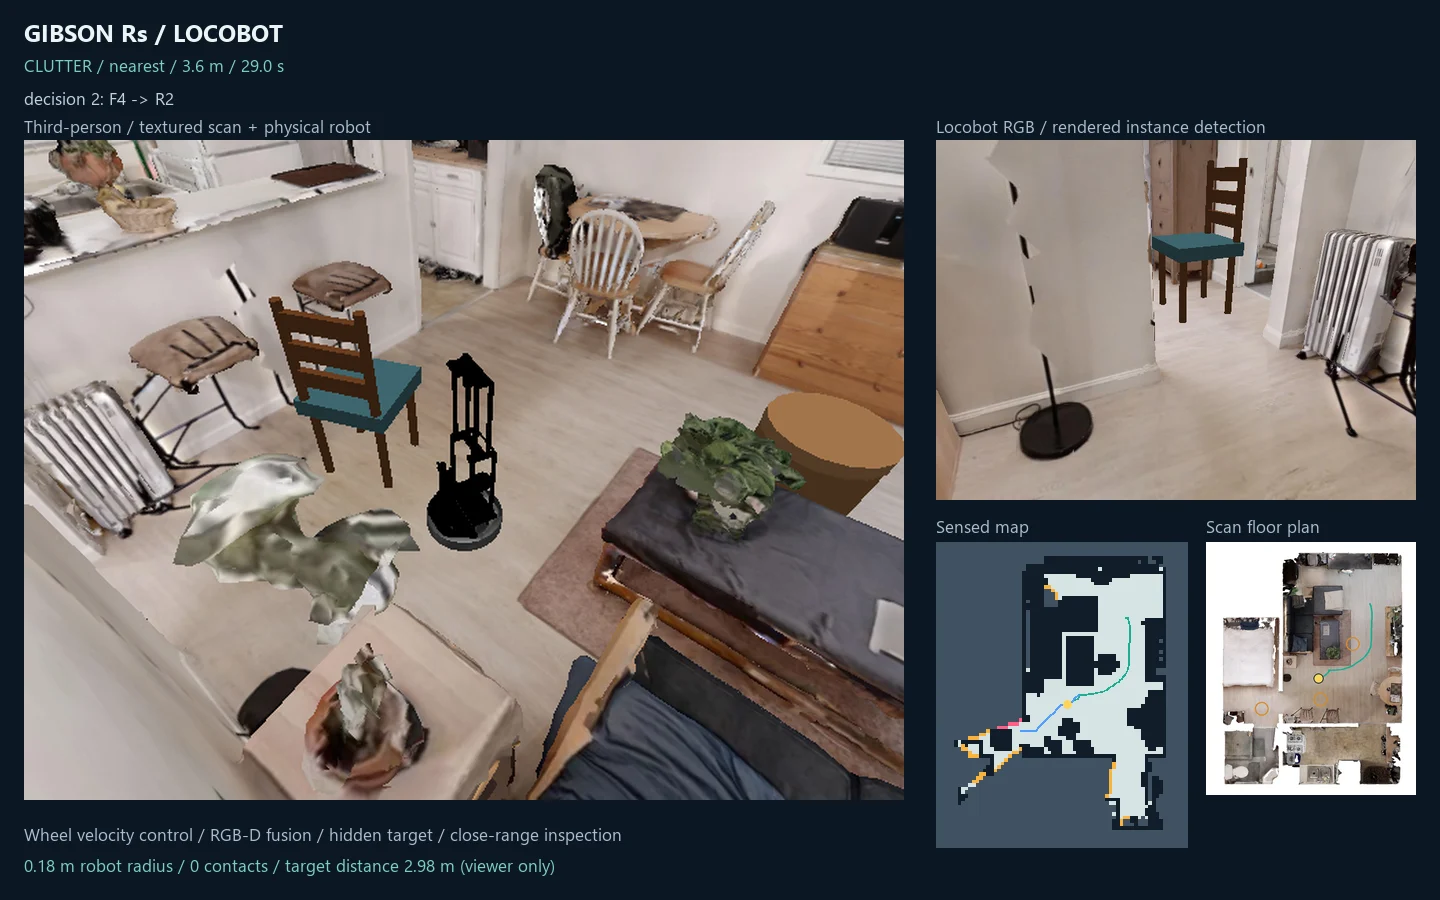 GIBSON Rs / LOCOBOT
CLUTTER / nearest / 3.6 m / 29.0 s
decision 2: F4 -> R2
Third-person / textured scan + physical robot
Locobot RGB / rendered instance detection
Sensed map
Scan floor plan
Wheel velocity control / RGB-D fusion / hidden target / close-range inspection
0.18 m robot radius / 0 contacts / target distance 2.98 m (viewer only)